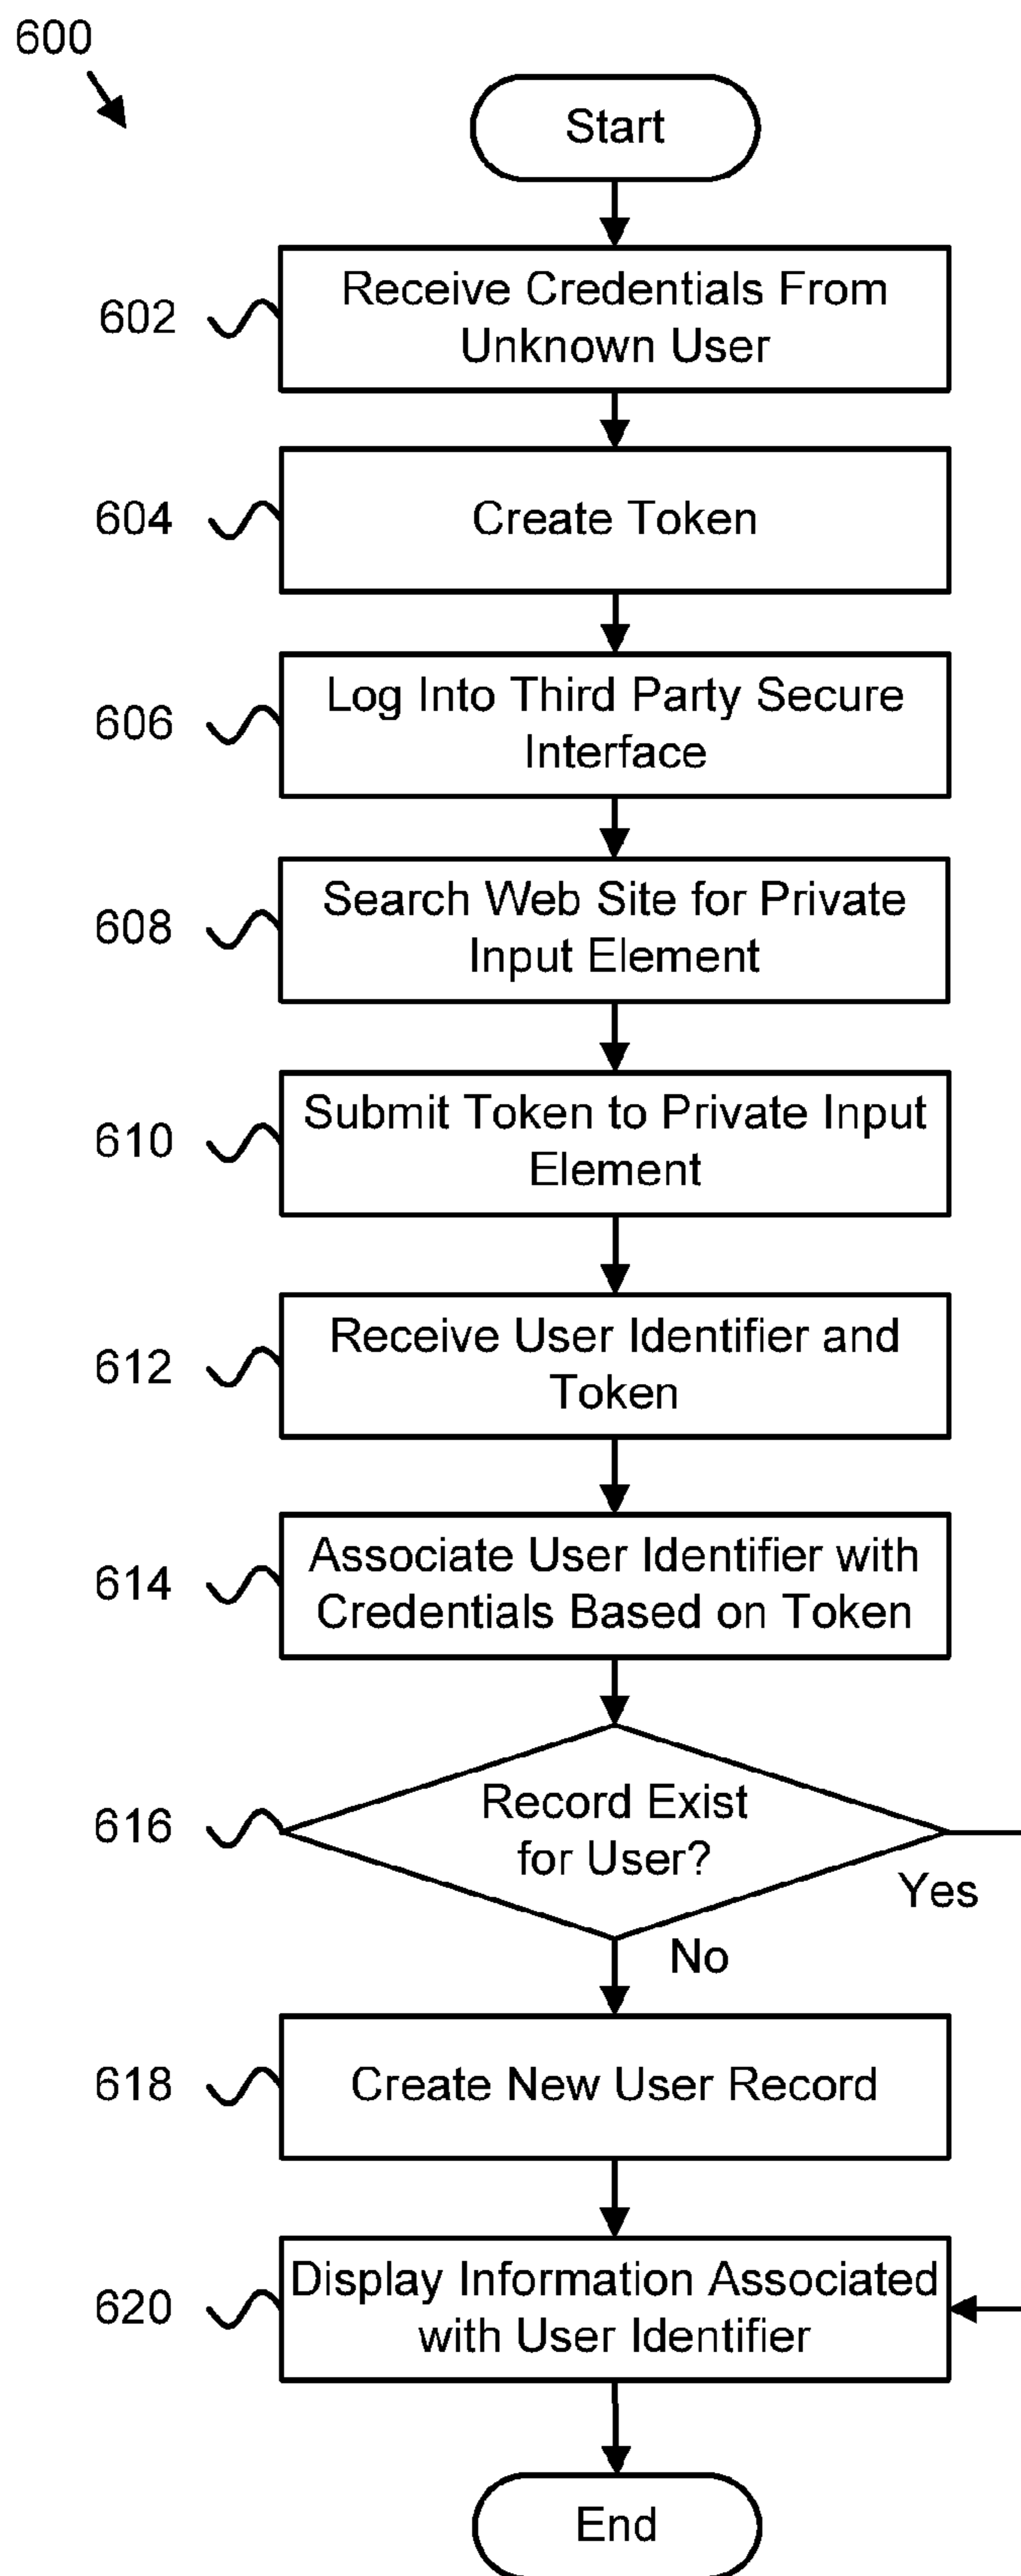 600
Start
602
Receive Credentials From
Unknown User
604
Create Token
606
Log Into Third Party Secure
Interface
608
Search Web Site for Private
Input Element
610
Submit Token to Private Input
Element
612
Receive User Identifier and
Token
614
Associate User Identifier with
Credentials Based on Token
616
Record Exist
for User?
Yes
No
618
Create New User Record
620
Display Information Associated
with User Identifier
End